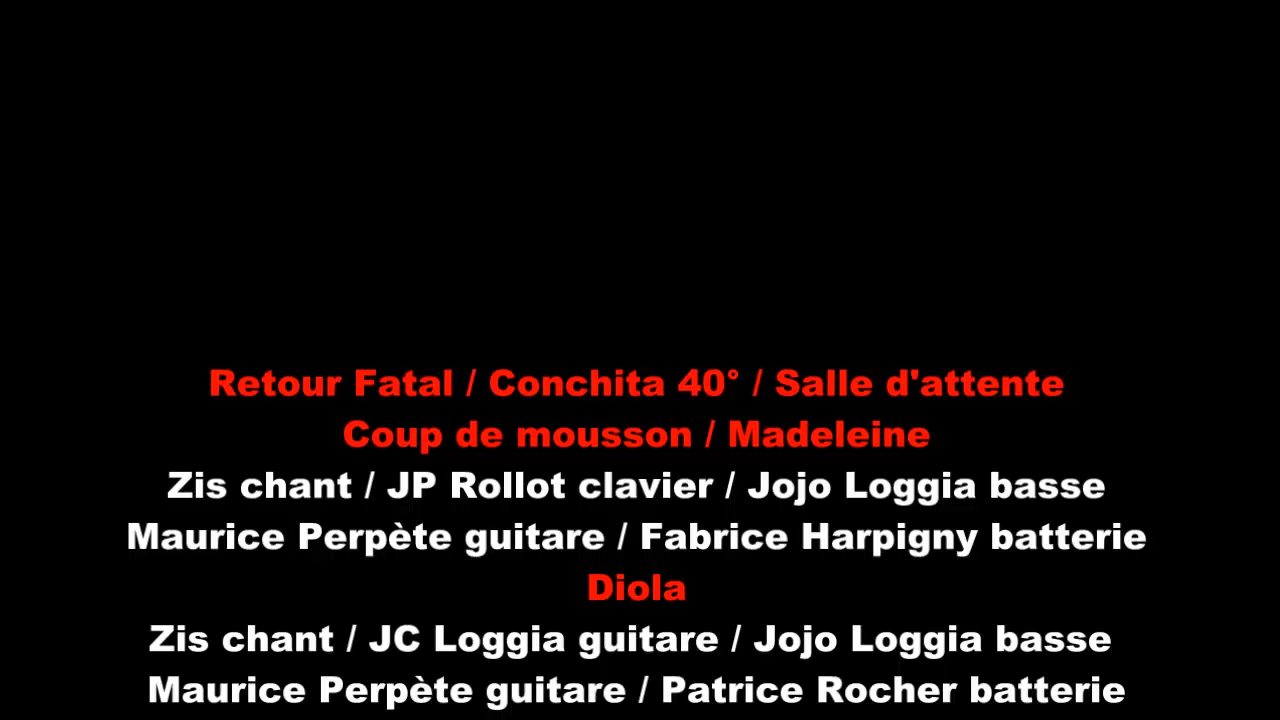 Retour Fatal / Conchita 40° / Salle d'attente
Coup de mousson / Madeleine
Zis chant / JP Rollot clavier / Jojo Loggia basse
Maurice Perpète guitare / Fabrice Harpigny batterie
Diola
Zis chant / JC Loggia guitare / Jojo Loggia basse
Maurice Perpète guitare / Patrice Rocher batterie